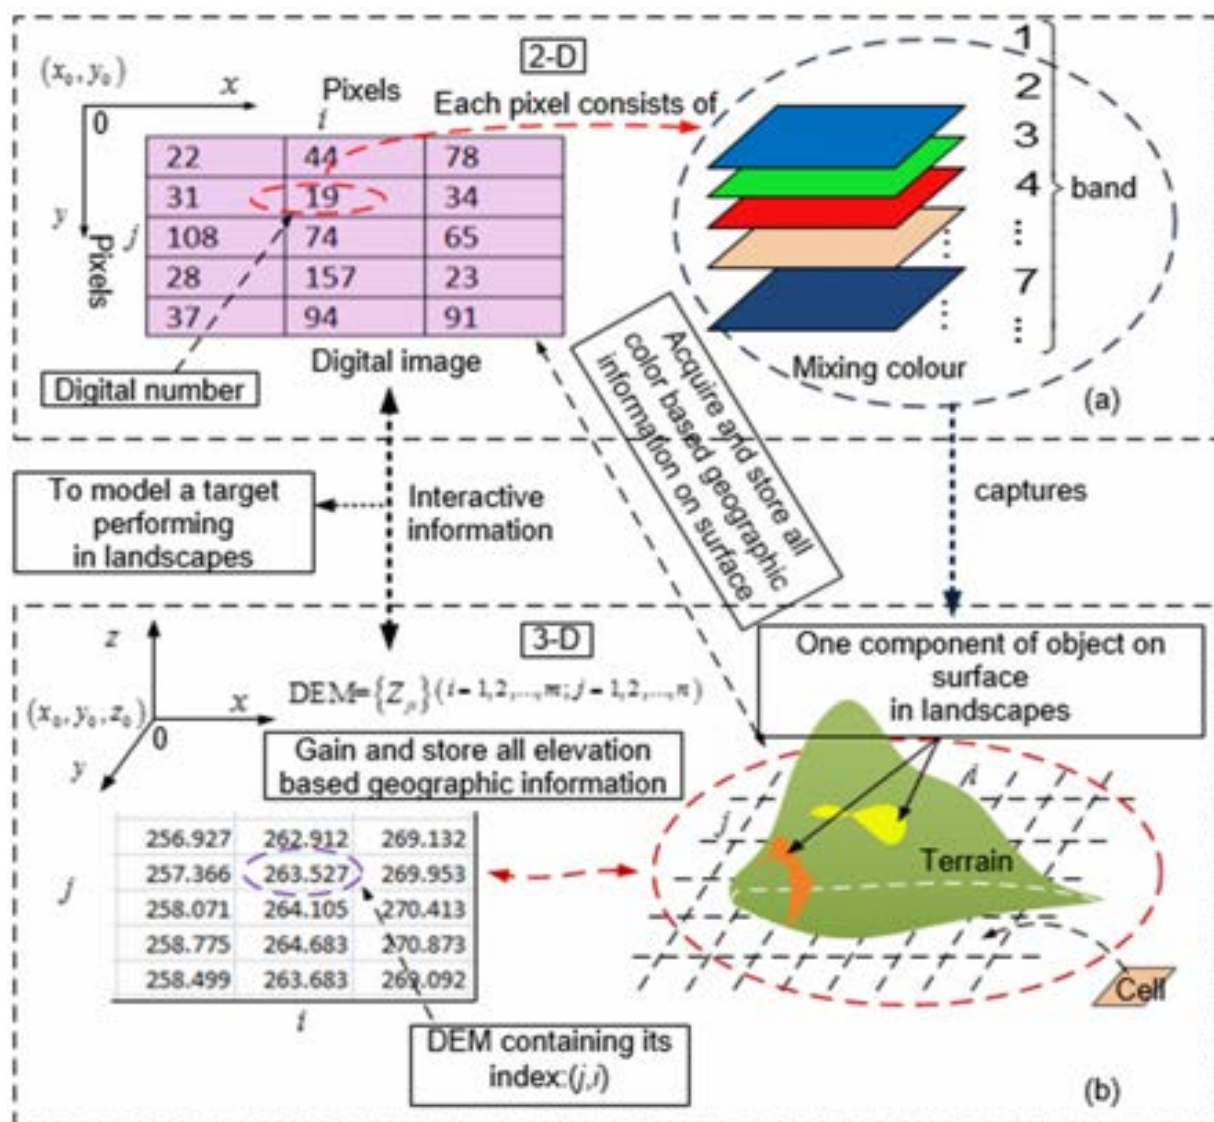 2-D
(x₀, y₀)
x
0
y
Pixels
i
Pixels
j
Each pixel consists of
22 44 78
31 19 34
108 74 65
28 157 23
37 94 91
Digital number
Digital image
1
2
3
4
...
7
...
band
Mixing colour
(a)
To model a target
performing
in landscapes
Interactive
information
Acquire and store all
color based geographic
information on surface
captures
3-D
z
(x₀, y₀, z₀)
0
x
y
DEM={Z_ji}(i=1,2,...,m; j=1,2,...,n)
Gain and store all elevation
based geographic information
One component of object on
surface
in landscapes
256.927 262.912 269.132
257.366 263.527 269.953
258.071 264.105 270.413
258.775 264.683 270.873
258.499 263.683 269.092
j
i
i
j
Terrain
Cell
DEM containing its
index:(j,i)
(b)